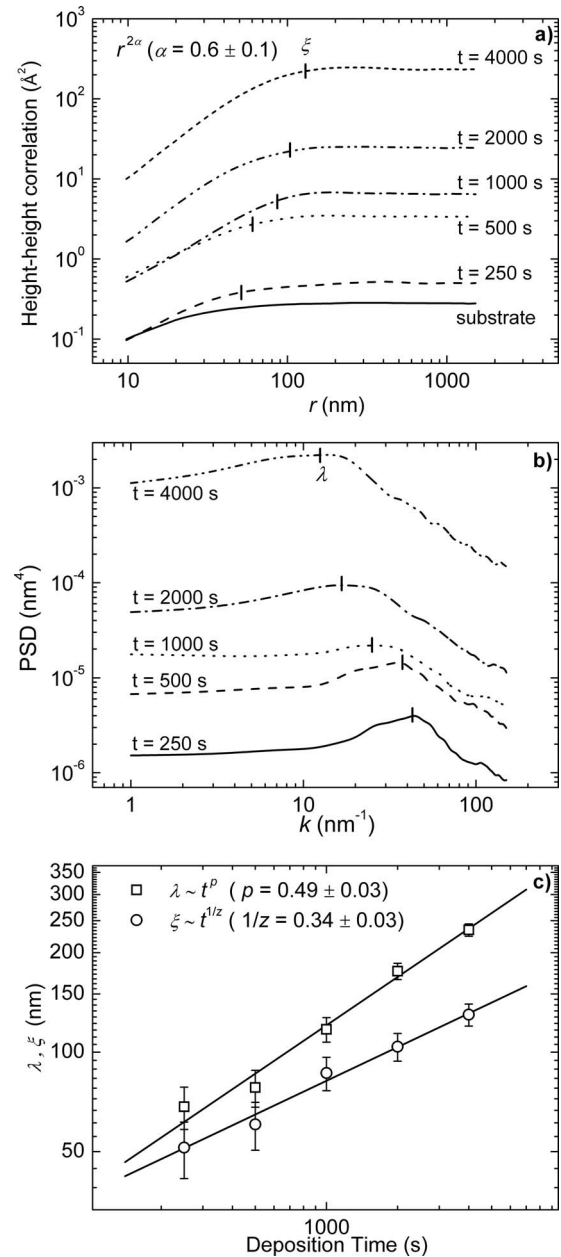 a)
r^{2α} (α = 0.6 ± 0.1)
ξ
t = 4000 s
t = 2000 s
t = 1000 s
t = 500 s
t = 250 s
substrate
Height-height correlation (Å²)
10³
10²
10¹
10⁰
10⁻¹
10 100 1000
r (nm)
b)
λ
t = 4000 s
t = 2000 s
t = 1000 s
t = 500 s
t = 250 s
PSD (nm⁴)
10⁻³
10⁻⁴
10⁻⁵
10⁻⁶
1 10 100
k (nm⁻¹)
c)
λ ~ t^p ( p = 0.49 ± 0.03)
ξ ~ t^{1/z} ( 1/z = 0.34 ± 0.03)
λ , ξ (nm)
350
300
250
200
150
100
50
1000
Deposition Time (s)